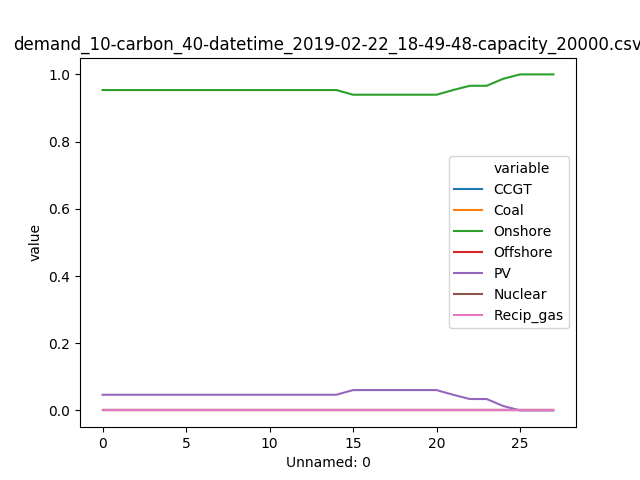 demand_10-carbon_40-datetime_2019-02-22_18-49-48-capacity_20000.csv
1.0
0.8
0.6
0.4
0.2
0.0
value
variable
CCGT
Coal
Onshore
Offshore
PV
Nuclear
Recip_gas
0 5 10 15 20 25
Unnamed: 0